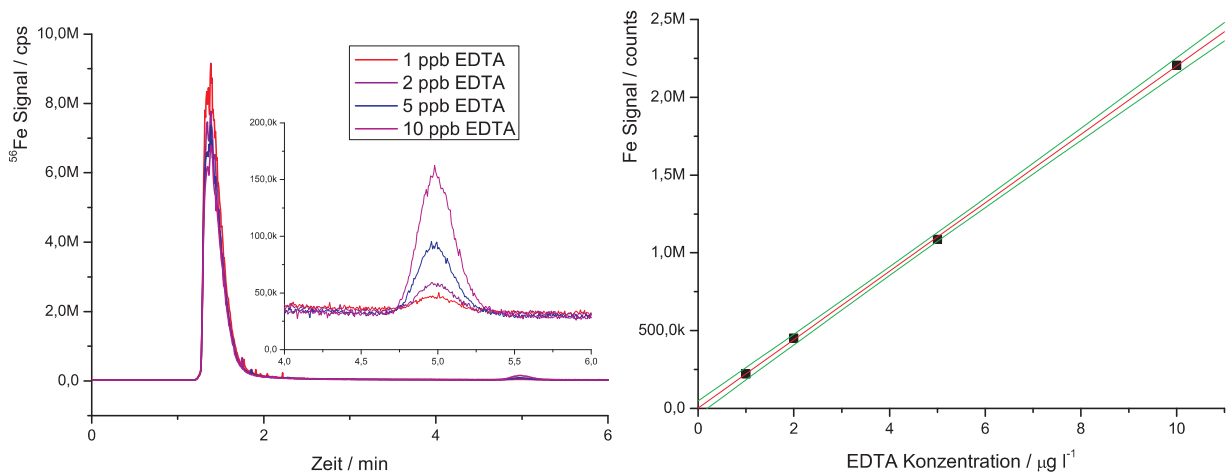 10,0M
8,0M
6,0M
4,0M
2,0M
0,0
⁵⁶Fe Signal / cps
0
2
4
6
Zeit / min
1 ppb EDTA
2 ppb EDTA
5 ppb EDTA
10 ppb EDTA
200,0k
150,0k
100,0k
50,0k
0,0
4,0
4,5
5,0
5,5
6,0
2,5M
2,0M
1,5M
1,0M
500,0k
0,0
Fe Signal / counts
0
2
4
6
8
10
EDTA Konzentration / µg l⁻¹